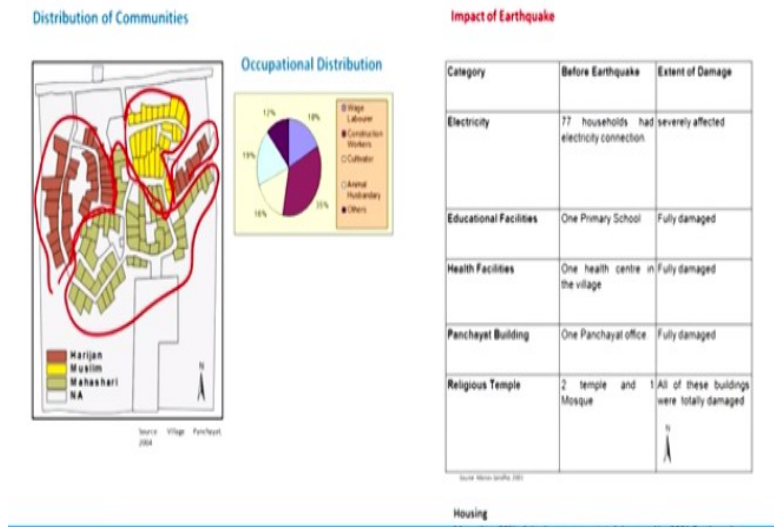 Distribution of Communities
Impact of Earthquake
Occupational Distribution
12%
18%
19%
16%
35%
Wage
Labourer
Construction
Workers
Cultivator
Animal
Husbandary
Others
Harijan
Muslim
Mahashari
NA
N
Source Village Panchayat,
2004
Category Before Earthquake Extent of Damage
Electricity 77 households had severely affected
electricity connection
Educational Facilities One Primary School Fully damaged
Health Facilities One health centre in Fully damaged
the village
Panchayat Building One Panchayat office Fully damaged
Religious Temple 2 temple and 1 All of these buildings
Mosque were totally damaged
N
Housing